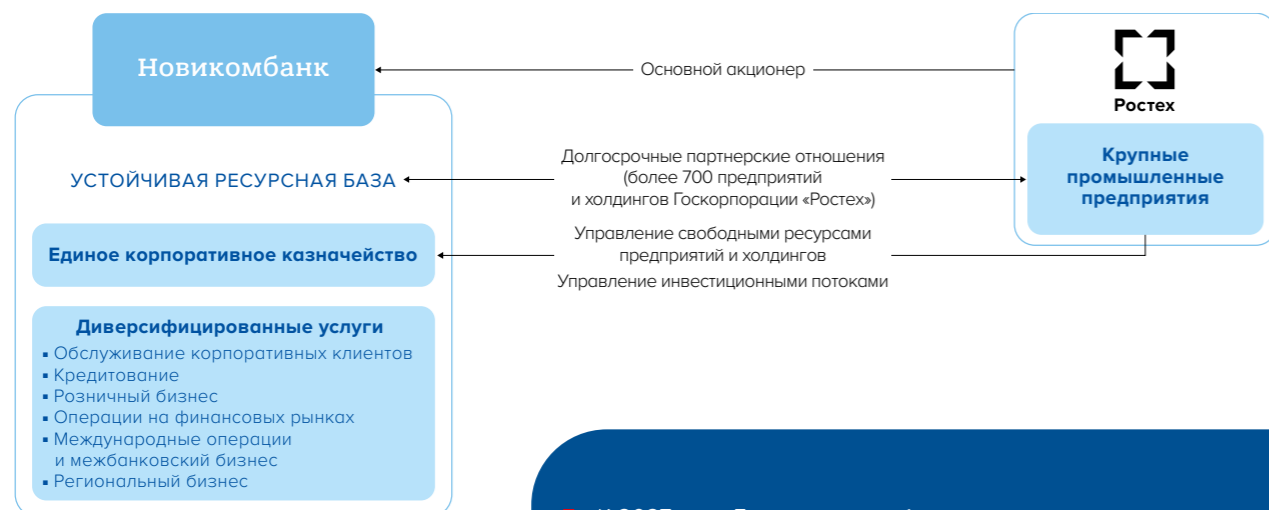 Новикомбанк
Основной акционер
Ростех
Крупные
промышленные
предприятия
УСТОЙЧИВАЯ РЕСУРСНАЯ БАЗА
Долгосрочные партнерские отношения
(более 700 предприятий
и холдингов Госкорпорации «Ростех»)
Единое корпоративное казначейство
Управление свободными ресурсами
предприятий и холдингов
Управление инвестиционными потоками
Диверсифицированные услуги
▪ Обслуживание корпоративных клиентов
▪ Кредитование
▪ Розничный бизнес
▪ Операции на финансовых рынках
▪ Международные операции
и межбанковский бизнес
▪ Региональный бизнес